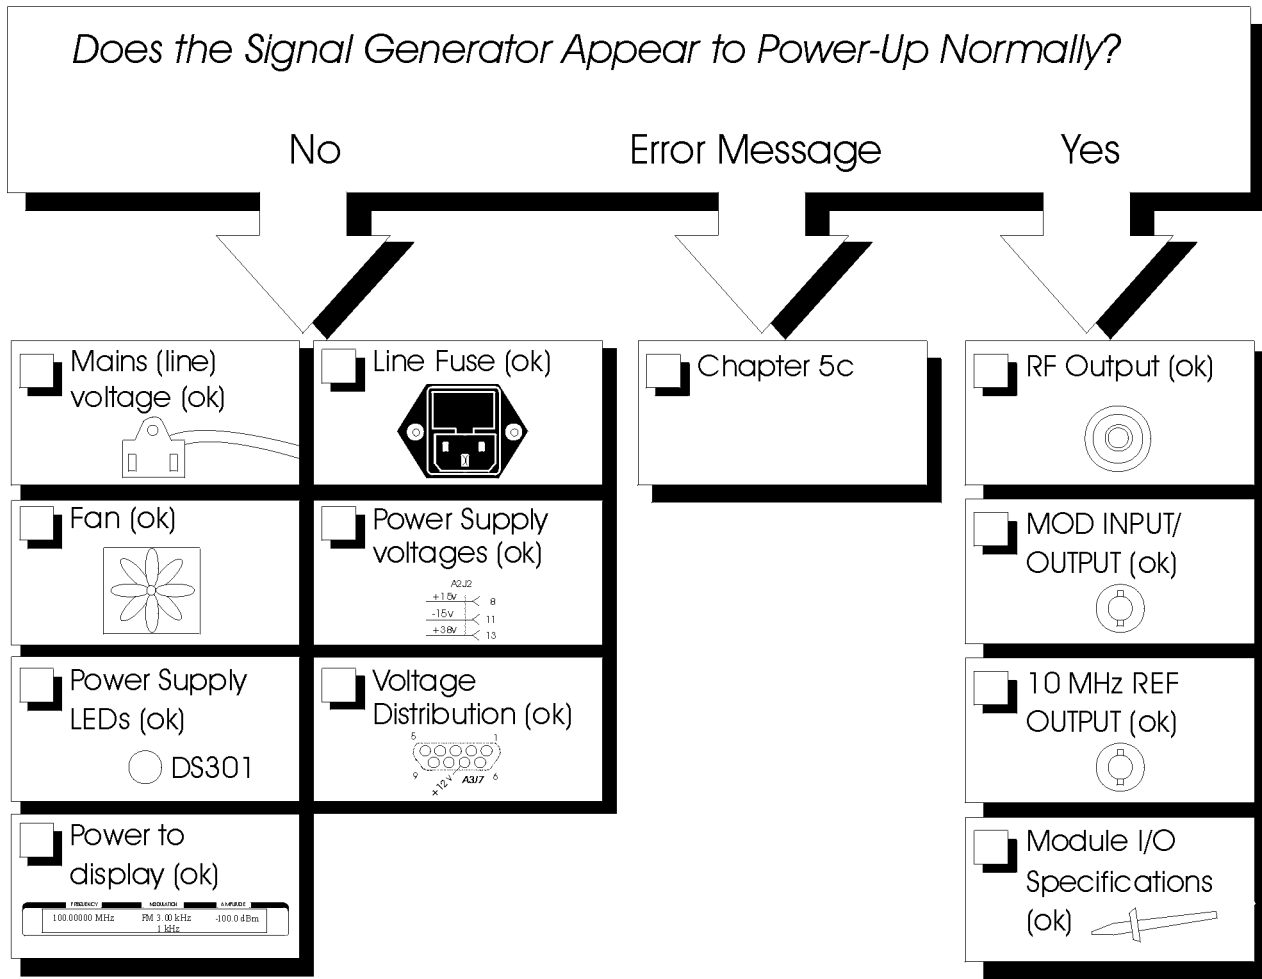 Does the Signal Generator Appear to Power-Up Normally?
No
Error Message
Yes
Mains (line)
voltage (ok)
Line Fuse (ok)
Chapter 5c
RF Output (ok)
Fan (ok)
Power Supply
voltages (ok)
A2J2
+15v
8
-15v
11
+38v
13
MOD INPUT/
OUTPUT (ok)
Power Supply
LEDs (ok)
DS301
Voltage
Distribution (ok)
5
1
9
6
+12v
A3J7
10 MHz REF
OUTPUT (ok)
Power to
display (ok)
FREQUENCY
MODULATION
AMPLITUDE
100.00000 MHz
FM 3.00 kHz
-100.0 dBm
1 kHz
Module I/O
Specifications
(ok)